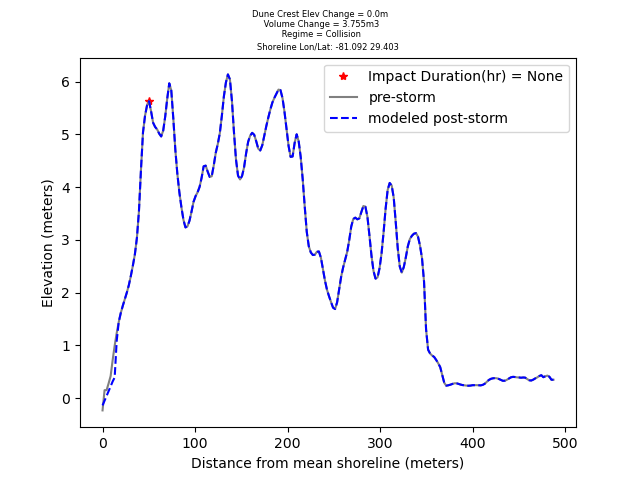 Dune Crest Elev Change = 0.0m
Volume Change = 3.755m3
Regime = Collision
Shoreline Lon/Lat: -81.092 29.403
Impact Duration(hr) = None
pre-storm
modeled post-storm
Elevation (meters)
6
5
4
3
2
1
0
0 100 200 300 400 500
Distance from mean shoreline (meters)